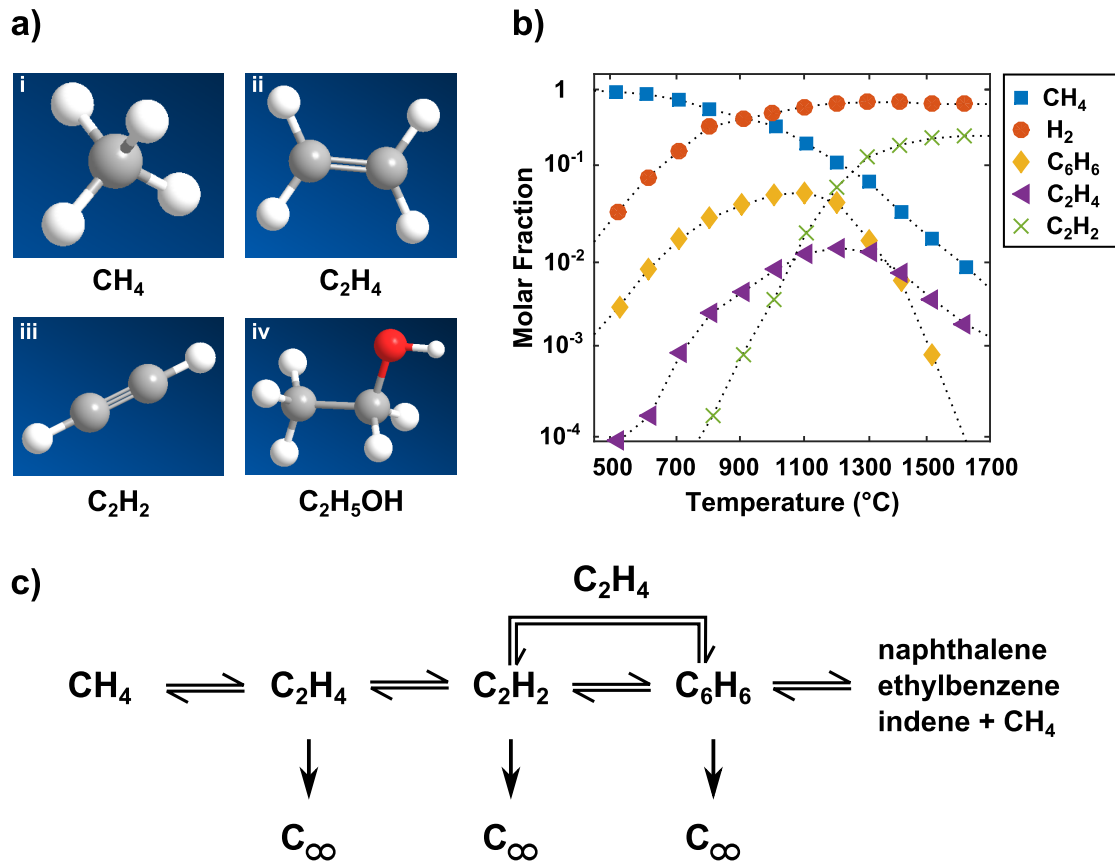 a)
i
CH₄
ii
C₂H₄
iii
C₂H₂
iv
C₂H₅OH
b)
1
10⁻¹
10⁻²
10⁻³
10⁻⁴
Molar Fraction
500 700 900 1100 1300 1500 1700
Temperature (°C)
CH₄
H₂
C₆H₆
C₂H₄
C₂H₂
c)
C₂H₄
CH₄ ⇌ C₂H₄ ⇌ C₂H₂ ⇌ C₆H₆ ⇌
naphthalene
ethylbenzene
indene + CH₄
C∞ C∞ C∞